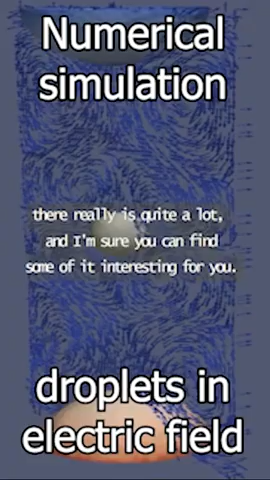 Numerical
simulation
there really is quite a lot,
and I'm sure you can find
some of it interesting for you.
droplets in
electric field